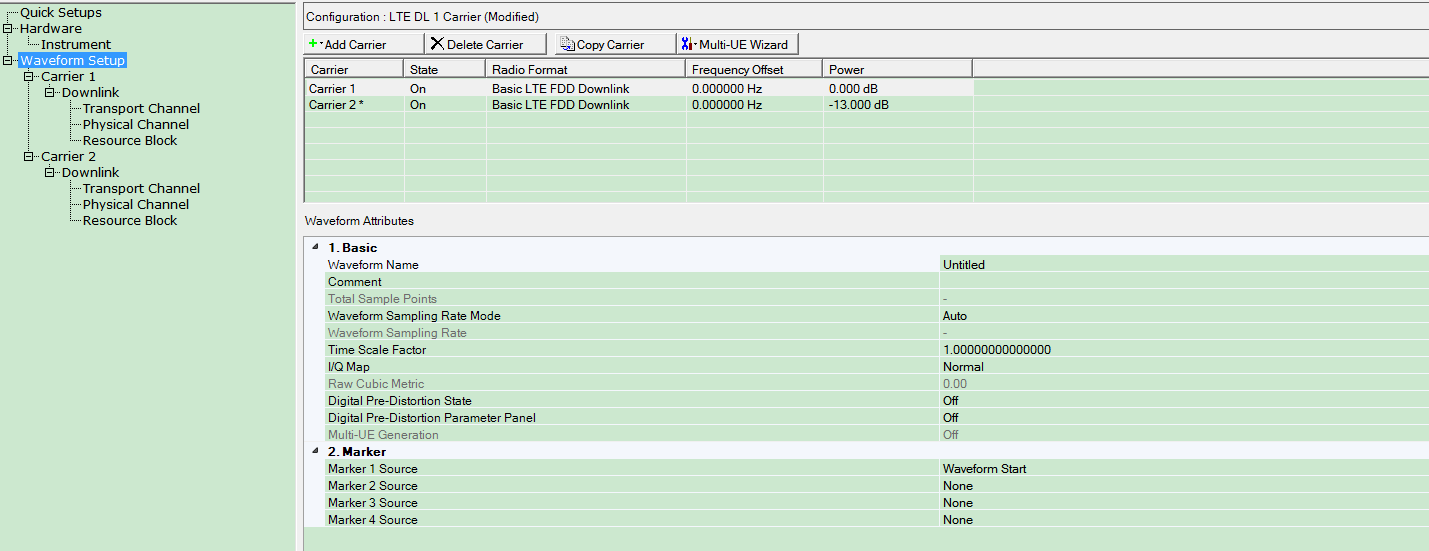 Quick Setups
Hardware
Instrument
Waveform Setup
Carrier 1
Downlink
Transport Channel
Physical Channel
Resource Block
Carrier 2
Downlink
Transport Channel
Physical Channel
Resource Block
Configuration : LTE DL 1 Carrier (Modified)
Add Carrier Delete Carrier Copy Carrier Multi-UE Wizard
Carrier State Radio Format Frequency Offset Power
Carrier 1 On Basic LTE FDD Downlink 0.000000 Hz 0.000 dB
Carrier 2 * On Basic LTE FDD Downlink 0.000000 Hz -13.000 dB
Waveform Attributes
1. Basic
Waveform Name Untitled
Comment
Total Sample Points -
Waveform Sampling Rate Mode Auto
Waveform Sampling Rate -
Time Scale Factor 1.00000000000000
I/Q Map Normal
Raw Cubic Metric 0.00
Digital Pre-Distortion State Off
Digital Pre-Distortion Parameter Panel Off
Multi-UE Generation Off
2. Marker
Marker 1 Source Waveform Start
Marker 2 Source None
Marker 3 Source None
Marker 4 Source None